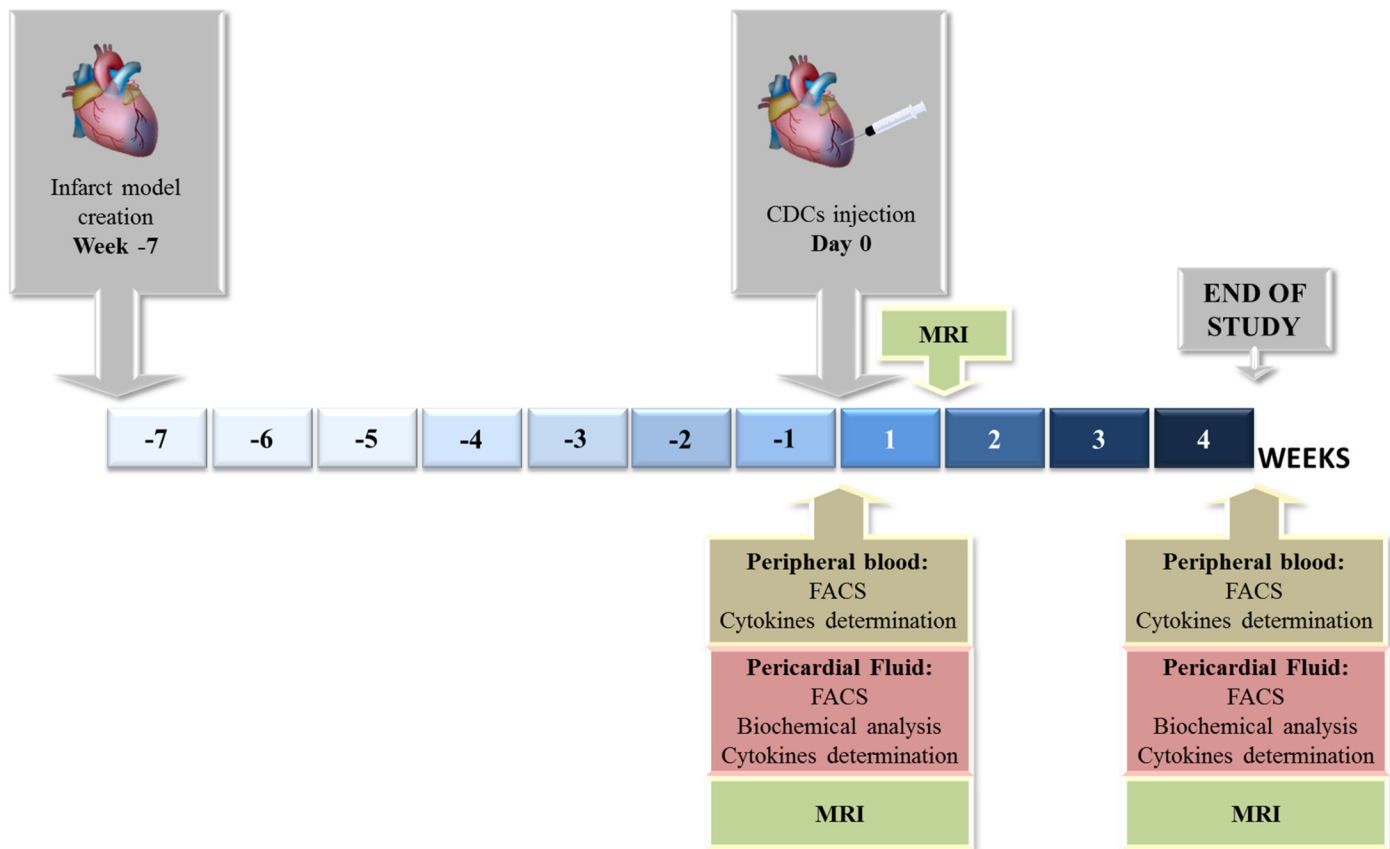 Infarct model
creation
Week -7
CDCs injection
Day 0
MRI
END OF
STUDY
-7 -6 -5 -4 -3 -2 -1 1 2 3 4 WEEKS
Peripheral blood:
FACS
Cytokines determination
Pericardial Fluid:
FACS
Biochemical analysis
Cytokines determination
MRI
Peripheral blood:
FACS
Cytokines determination
Pericardial Fluid:
FACS
Biochemical analysis
Cytokines determination
MRI